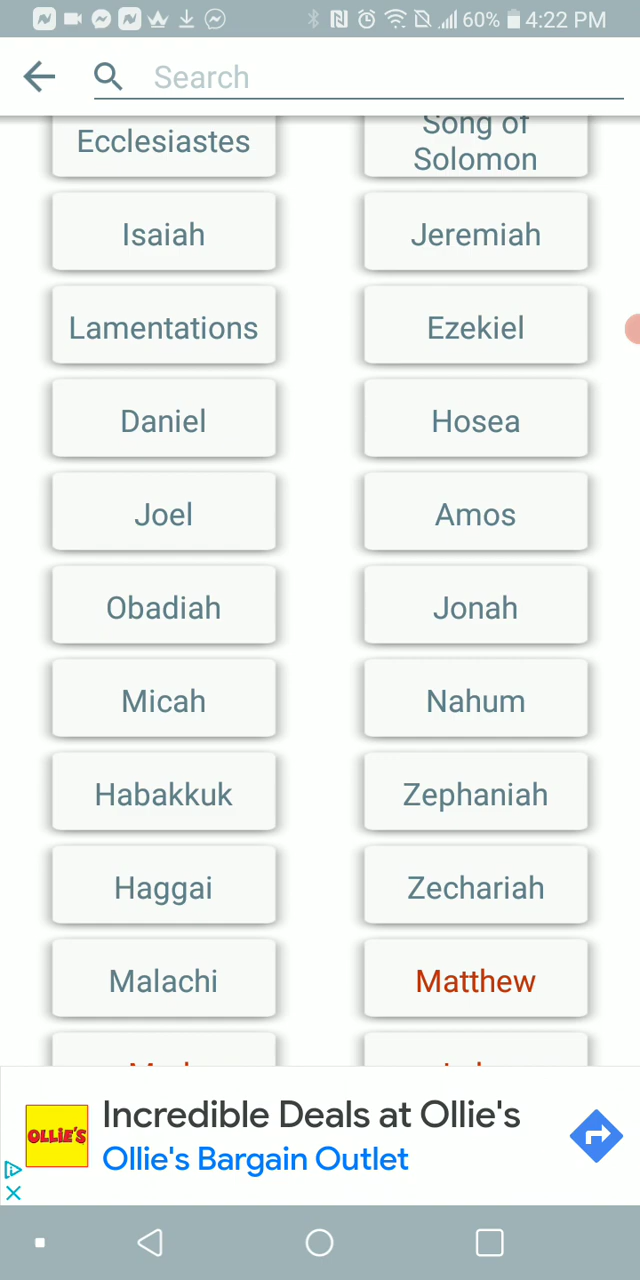 60% 4:22 PM
Search
Ecclesiastes
Song of
Solomon
Isaiah
Jeremiah
Lamentations
Ezekiel
Daniel
Hosea
Joel
Amos
Obadiah
Jonah
Micah
Nahum
Habakkuk
Zephaniah
Haggai
Zechariah
Malachi
Matthew
OLLIE'S
Incredible Deals at Ollie's
Ollie's Bargain Outlet